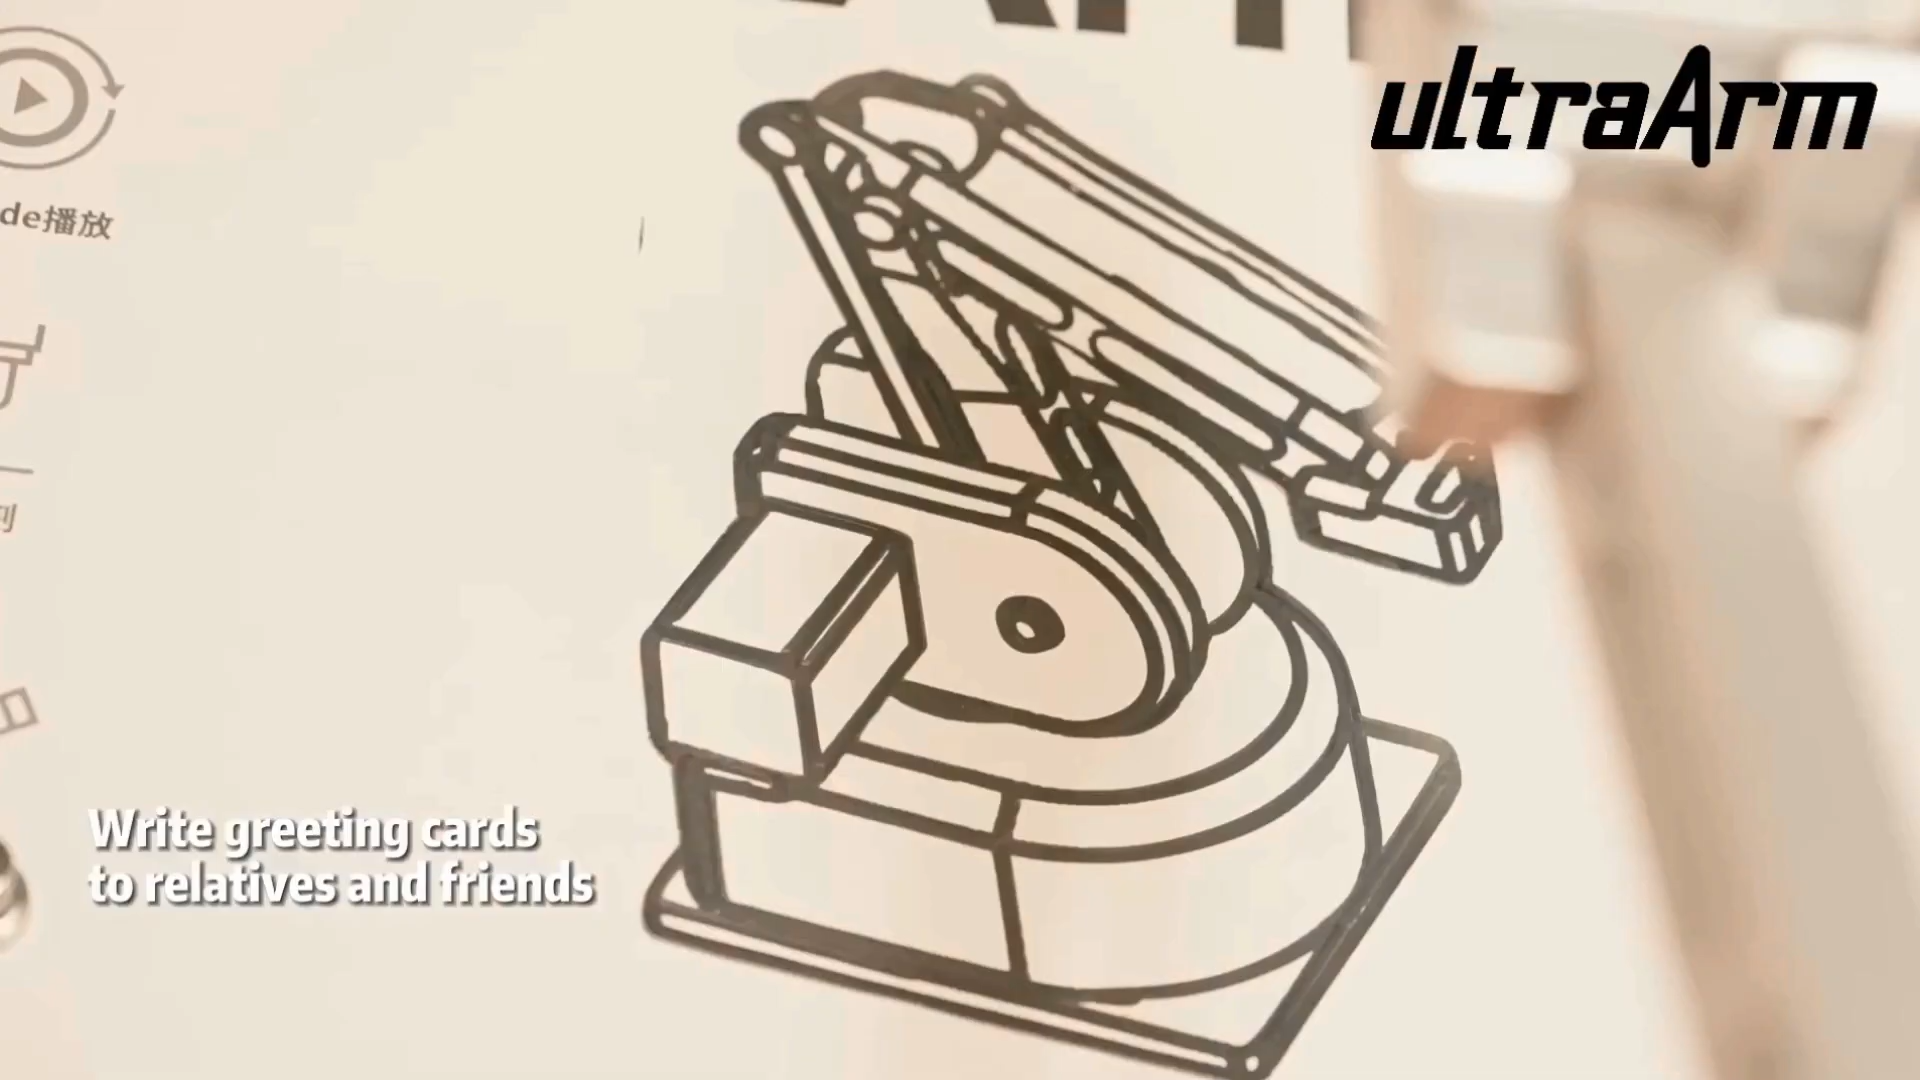 ultraArm
de播放
Write greeting cards
to relatives and friends